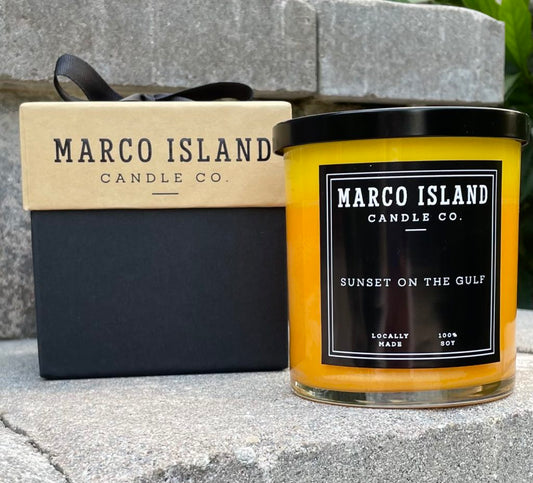 MARCO ISLAND
CANDLE CO.
MARCO ISLAND
CANDLE CO.
SUNSET ON THE GULF
LOCALLY MADE
100% SOY